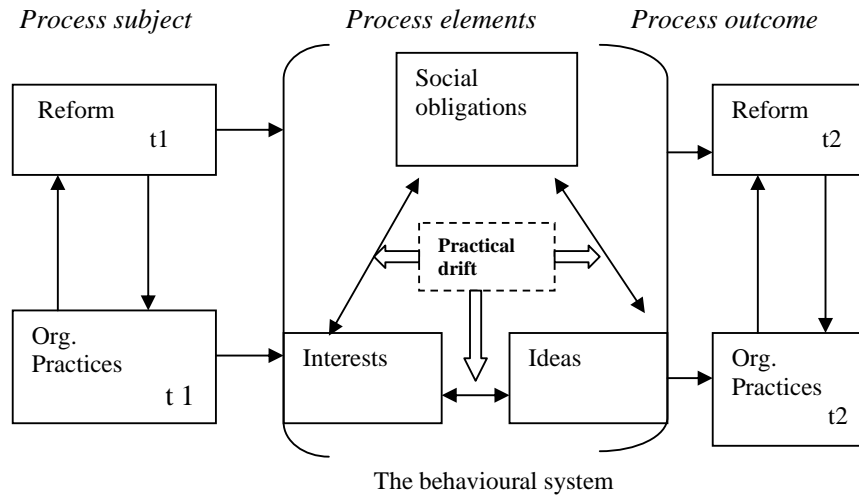 Process subject
Process elements
Process outcome
Reform
t1
Social
obligations
Reform
t2
Practical
drift
Org.
Practices
t 1
Interests
Ideas
Org.
Practices
t2
The behavioural system